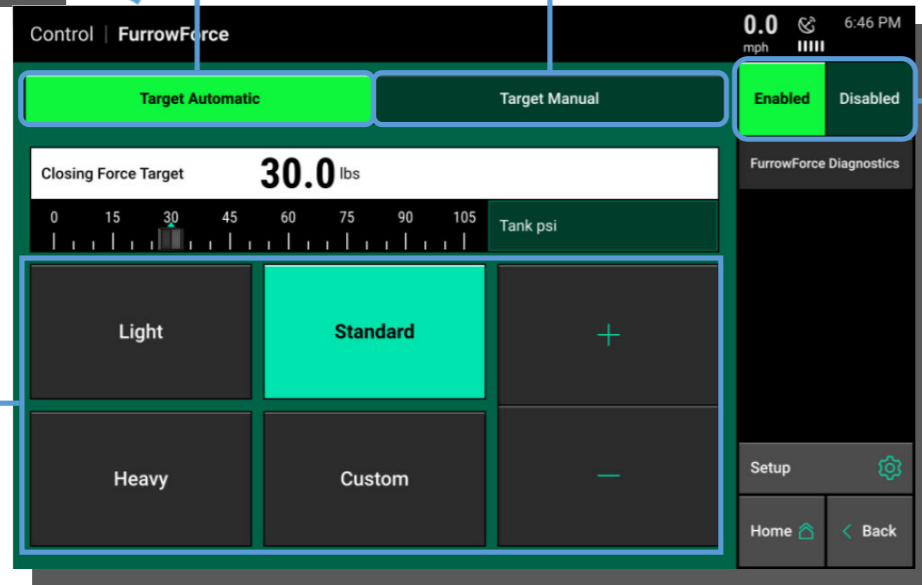 Control | FurrowForce
0.0 mph
6:46 PM
Target Automatic
Target Manual
Enabled
Disabled
FurrowForce Diagnostics
Closing Force Target 30.0 lbs
0 15 30 45 60 75 90 105
Tank psi
Light
Standard
+
Heavy
Custom
−
Setup
Home
< Back